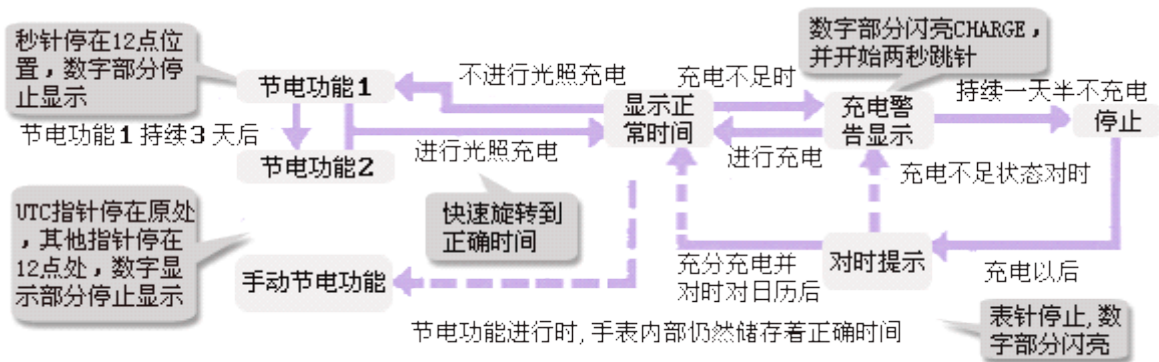 秒针停在12点位
置，数字部分停
止显示
节电功能1
不进行光照充电
显示正
常时间
充电不足时
数字部分闪亮CHARGE，
并开始两秒跳针
充电警
告显示
持续一天半不充电
停止
节电功能1 持续3 天后
节电功能2
进行光照充电
进行充电
充电不足状态对时
UTC指针停在原处
，其他指针停在
12点处，数字显
示部分停止显示
快速旋转到
正确时间
手动节电功能
充分充电并
对时对日历后
对时提示
充电以后
节电功能进行时, 手表内部仍然储存着正确时间
表针停止, 数
字部分闪亮